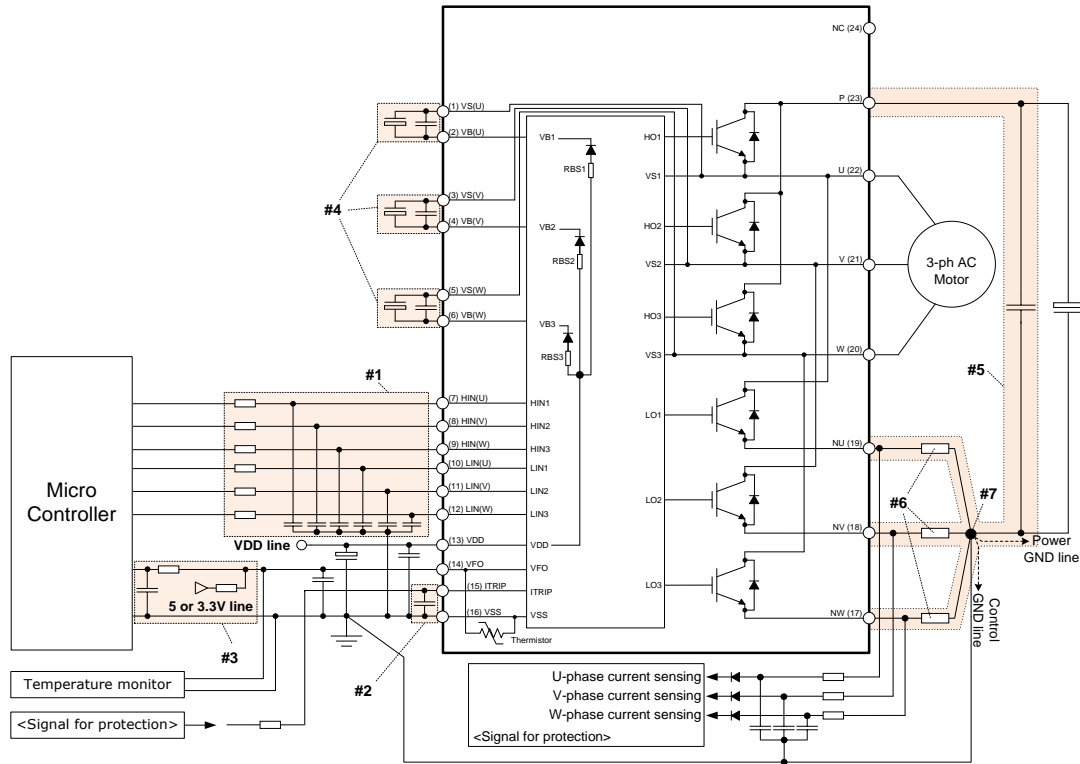 NC (24)
(1) VS(U)
(2) VB(U)
VB1
RBS1
HO1
VS1
P (23)
U (22)
#4
(3) VS(V)
(4) VB(V)
VB2
RBS2
HO2
VS2
V (21)
3-ph AC
Motor
(5) VS(W)
(6) VB(W)
VB3
RBS3
HO3
VS3
W (20)
#5
#1
(7) HIN(U)
HIN1
(8) HIN(V)
HIN2
(9) HIN(W)
HIN3
(10) LIN(U)
LIN1
(11) LIN(V)
LIN2
(12) LIN(W)
LIN3
LO1
NU (19)
Micro
Controller
LO2
NV (18)
#6
#7
Power
GND line
VDD line
(13) VDD
VDD
(14) VFO
VFO
(15) ITRIP
ITRIP
(16) VSS
VSS
Thermistor
LO3
NW (17)
Control
GND line
5 or 3.3V line
#3
#2
Temperature monitor
<Signal for protection>
U-phase current sensing
V-phase current sensing
W-phase current sensing
<Signal for protection>